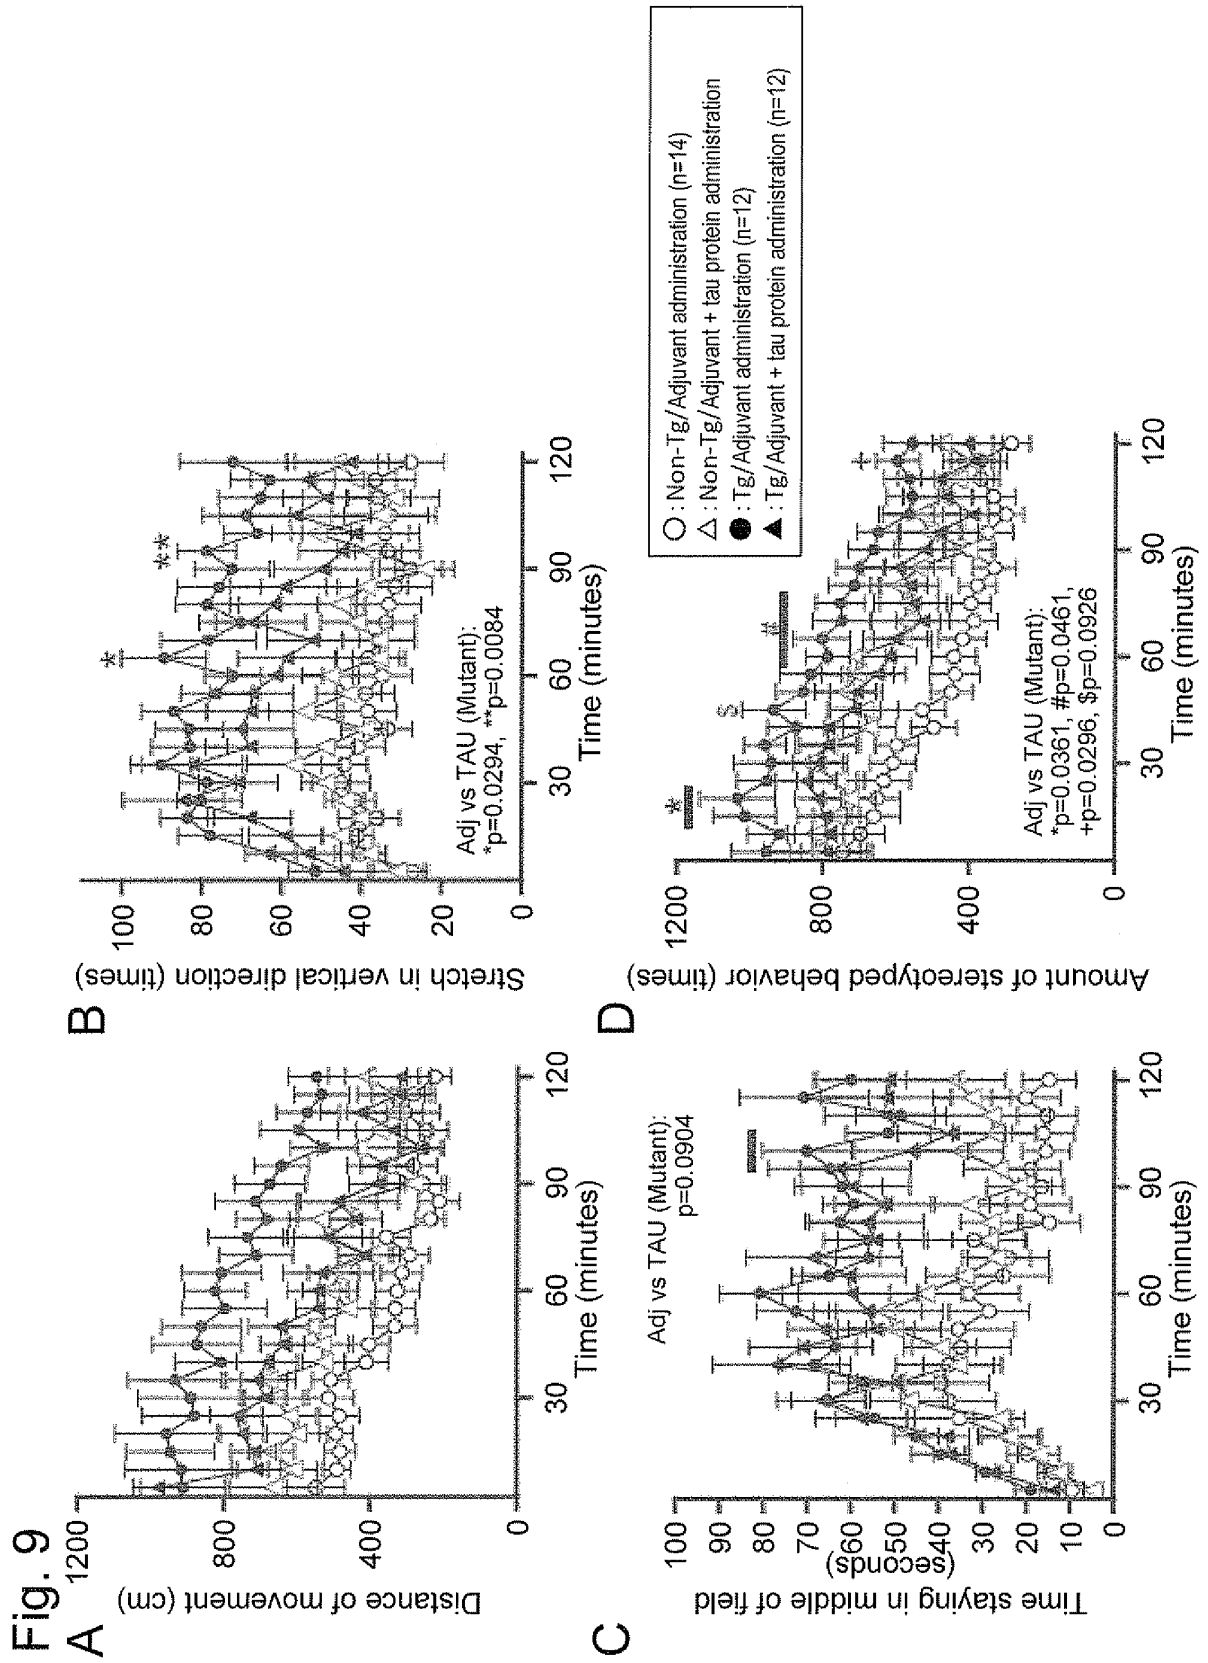 Fig. 9
A
Distance of movement (cm)
1200
800
400
0
30
60
90
120
Time (minutes)
B
Stretch in vertical direction (times)
100
80
60
40
20
0
*
**
Adj vs TAU (Mutant):
*p=0.0294, **p=0.0084
30
60
90
120
Time (minutes)
C
Time staying in middle of field
(seconds)
100
90
80
70
60
50
40
30
20
10
0
Adj vs TAU (Mutant):
p=0.0904
30
60
90
120
Time (minutes)
D
Amount of stereotyped behavior (times)
1200
800
400
0
*
$
#
+
Adj vs TAU (Mutant):
*p=0.0361, #p=0.0461,
+p=0.0296, $p=0.0926
30
60
90
120
Time (minutes)
○ : Non-Tg/Adjuvant administration (n=14)
△ : Non-Tg/Adjuvant + tau protein administration
● : Tg/Adjuvant administration (n=12)
▲ : Tg/Adjuvant + tau protein administration (n=12)